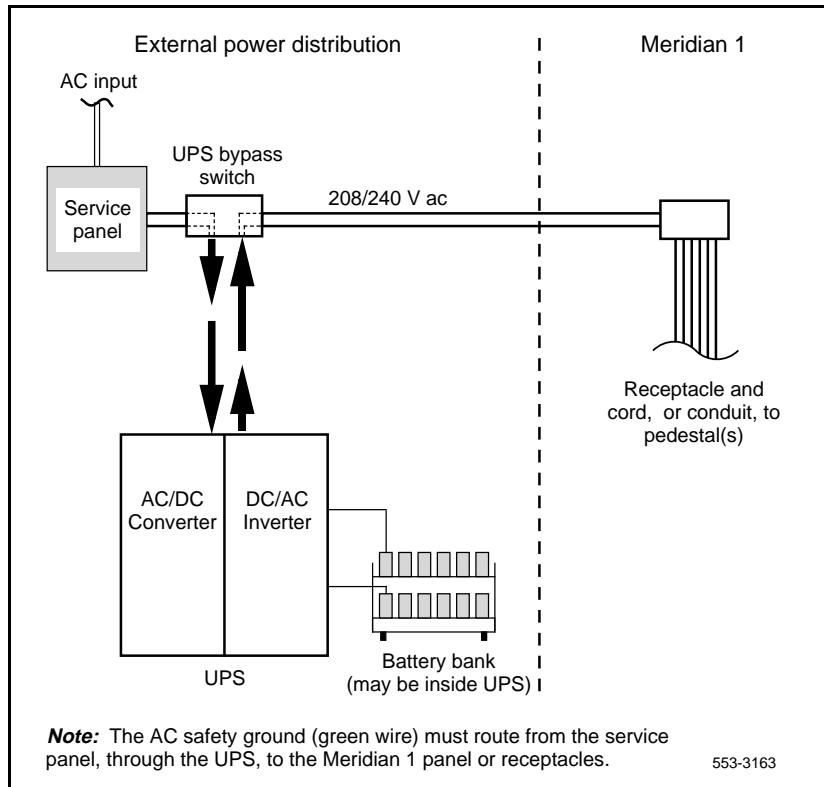 External power distribution
Meridian 1
AC input
UPS bypass
switch
208/240 V ac
Service
panel
Receptacle and
cord,  or conduit, to
pedestal(s)
AC/DC
Converter
DC/AC
Inverter
Battery bank
(may be inside UPS)
UPS
Note:  The AC safety ground (green wire) must route from the service
panel, through the UPS, to the Meridian 1 panel or receptacles.
553-3163